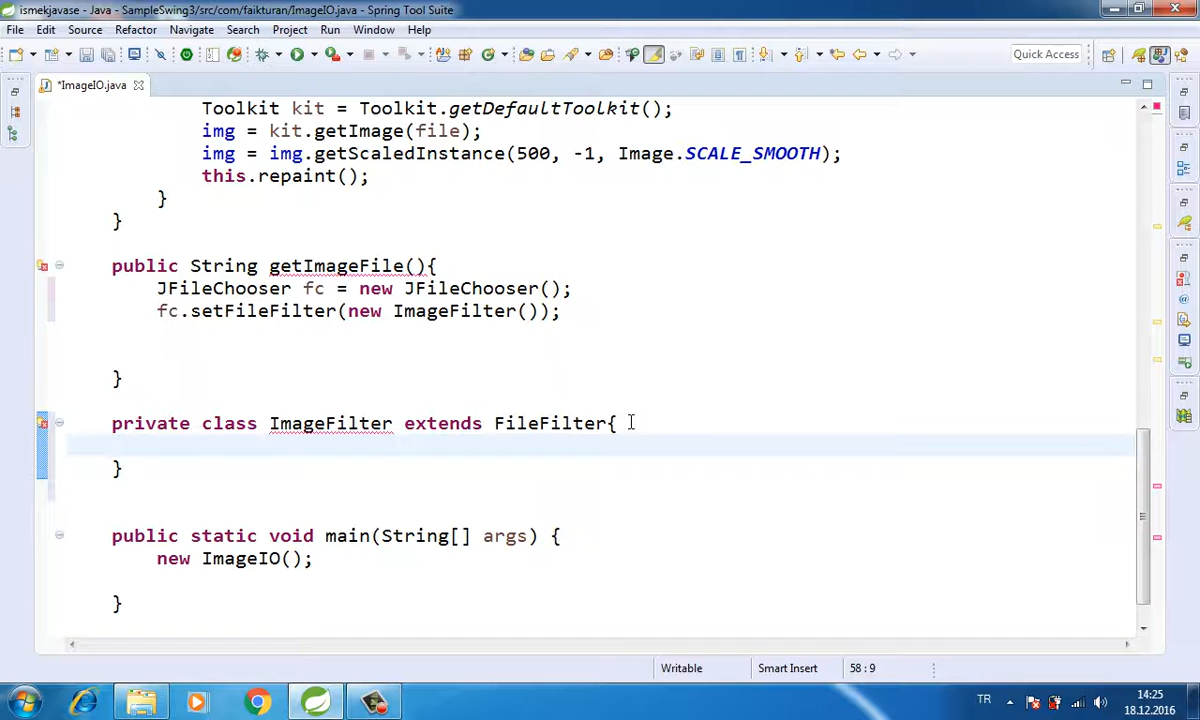 ismekjavase - Java - SampleSwing3/src/com/faikturan/ImageIO.java - Spring Tool Suite
File Edit Source Refactor Navigate Search Project Run Window Help
Quick Access
*ImageIO.java
Toolkit kit = Toolkit.getDefaultToolkit();
img = kit.getImage(file);
img = img.getScaledInstance(500, -1, Image.SCALE_SMOOTH);
this.repaint();
}
}
public String getImageFile(){
JFileChooser fc = new JFileChooser();
fc.setFileFilter(new ImageFilter());
}
private class ImageFilter extends FileFilter{
}
public static void main(String[] args) {
new ImageIO();
}
Writable Smart Insert 58 : 9
TR 14:25
18.12.2016